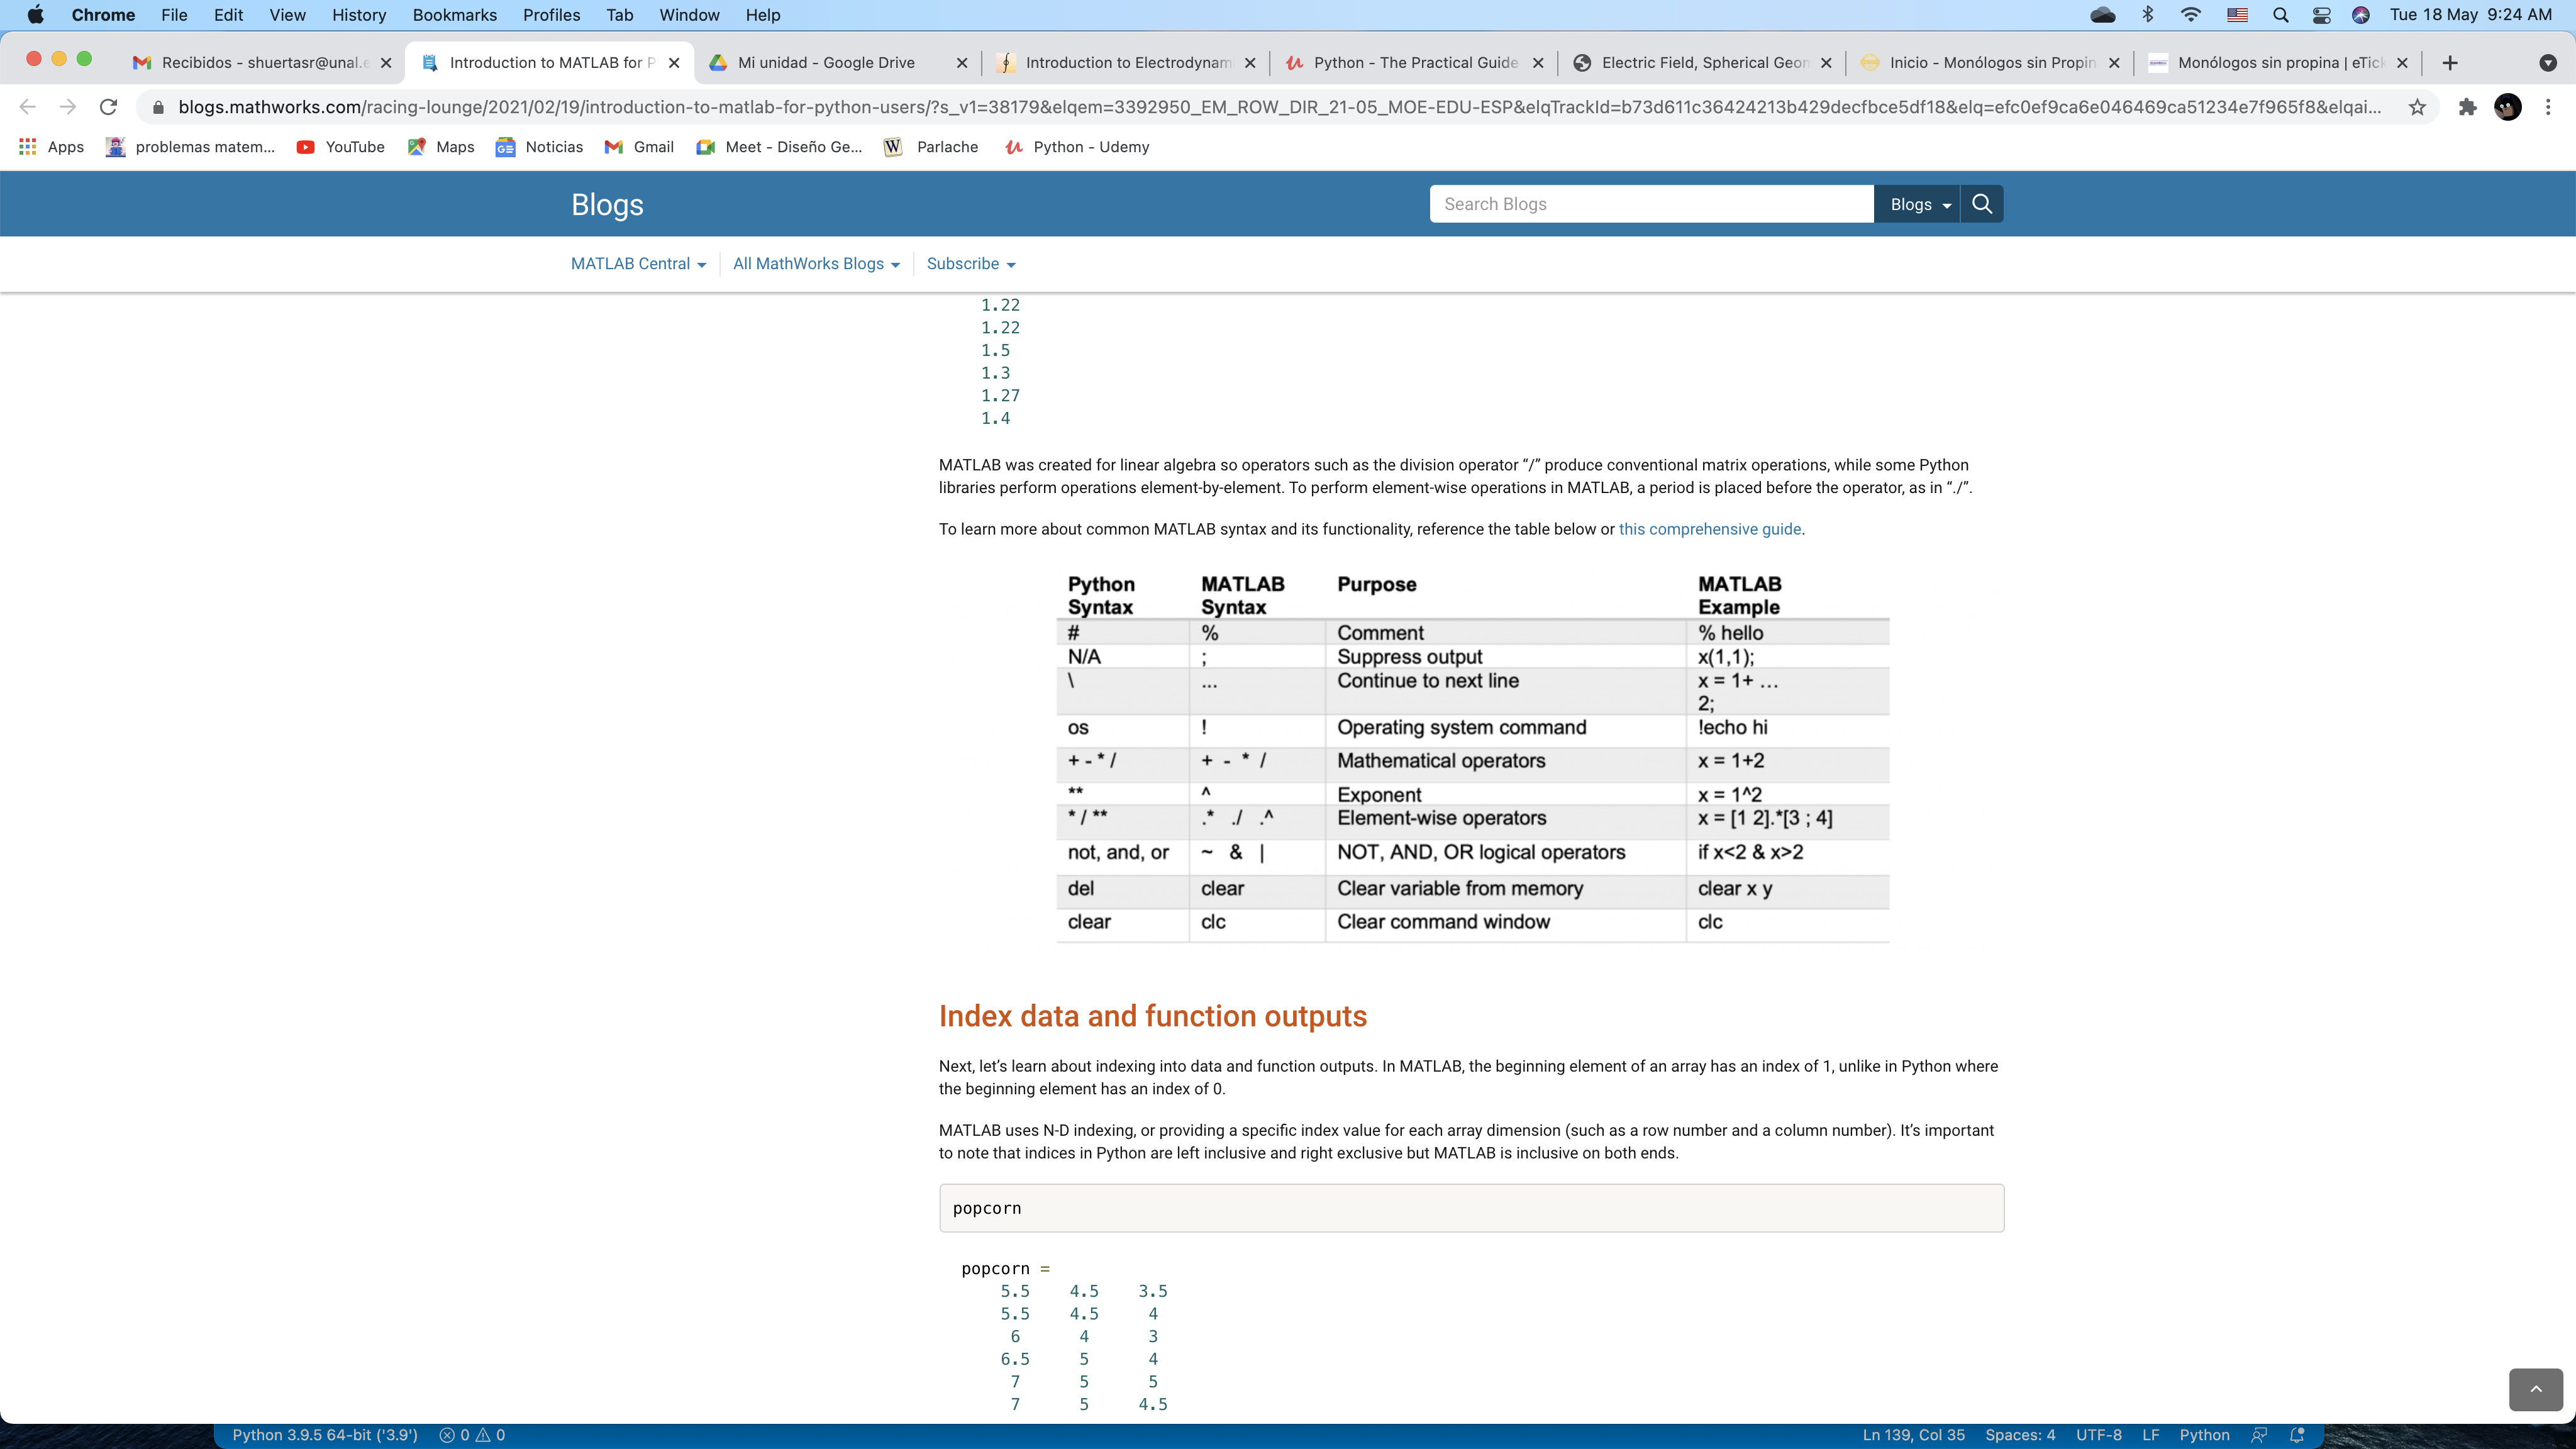 Chrome File Edit View History Bookmarks Profiles Tab Window Help Tue 18 May 9:24 AM
Recibidos - shuertasr@unal.e Introduction to MATLAB for P Mi unidad - Google Drive Introduction to Electrodynam Python - The Practical Guide Electric Field, Spherical Geom Inicio - Monólogos sin Propin Monólogos sin propina | eTick
blogs.mathworks.com/racing-lounge/2021/02/19/introduction-to-matlab-for-python-users/?s_v1=38179&elqem=3392950_EM_ROW_DIR_21-05_MOE-EDU-ESP&elqTrackId=b73d611c36424213b429decfbce5df18&elq=efc0ef9ca6e046469ca51234e7f965f8&elqai...
Apps problemas matem... YouTube Maps Noticias Gmail Meet - Diseño Ge... W Parlache Python - Udemy
Blogs Search Blogs Blogs
MATLAB Central All MathWorks Blogs Subscribe
1.22
1.22
1.5
1.3
1.27
1.4
MATLAB was created for linear algebra so operators such as the division operator “/” produce conventional matrix operations, while some Python
libraries perform operations element-by-element. To perform element-wise operations in MATLAB, a period is placed before the operator, as in “./”.
To learn more about common MATLAB syntax and its functionality, reference the table below or this comprehensive guide.
Python MATLAB Purpose MATLAB
Syntax Syntax Example
# % Comment % hello
N/A ; Suppress output x(1,1);
\ ... Continue to next line x = 1+ ...
2;
os ! Operating system command !echo hi
+ - * / + - * / Mathematical operators x = 1+2
** ^ Exponent x = 1^2
* / ** .* ./ .^ Element-wise operators x = [1 2].*[3 ; 4]
not, and, or ~ & | NOT, AND, OR logical operators if x<2 & x>2
del clear Clear variable from memory clear x y
clear clc Clear command window clc
Index data and function outputs
Next, let’s learn about indexing into data and function outputs. In MATLAB, the beginning element of an array has an index of 1, unlike in Python where
the beginning element has an index of 0.
MATLAB uses N-D indexing, or providing a specific index value for each array dimension (such as a row number and a column number). It’s important
to note that indices in Python are left inclusive and right exclusive but MATLAB is inclusive on both ends.
popcorn
popcorn =
5.5 4.5 3.5
5.5 4.5 4
6 4 3
6.5 5 4
7 5 5
7 5 4.5
Python 3.9.5 64-bit ('3.9') 0 0 Ln 139, Col 35 Spaces: 4 UTF-8 LF Python